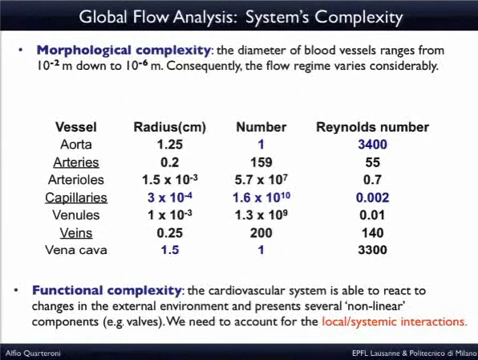 Global Flow Analysis: System's Complexity
• Morphological complexity: the diameter of blood vessels ranges from
10⁻² m down to 10⁻⁶ m. Consequently, the flow regime varies considerably.
Vessel Radius(cm) Number Reynolds number
Aorta 1.25 1 3400
Arteries 0.2 159 55
Arterioles 1.5 x 10⁻³ 5.7 x 10⁷ 0.7
Capillaries 3 x 10⁻⁴ 1.6 x 10¹⁰ 0.002
Venules 1 x 10⁻³ 1.3 x 10⁹ 0.01
Veins 0.25 200 140
Vena cava 1.5 1 3300
• Functional complexity: the cardiovascular system is able to react to
changes in the external environment and presents several 'non-linear'
components (e.g. valves). We need to account for the local/systemic interactions.
Alfio Quarteroni EPFL Lausanne & Politecnico di Milano